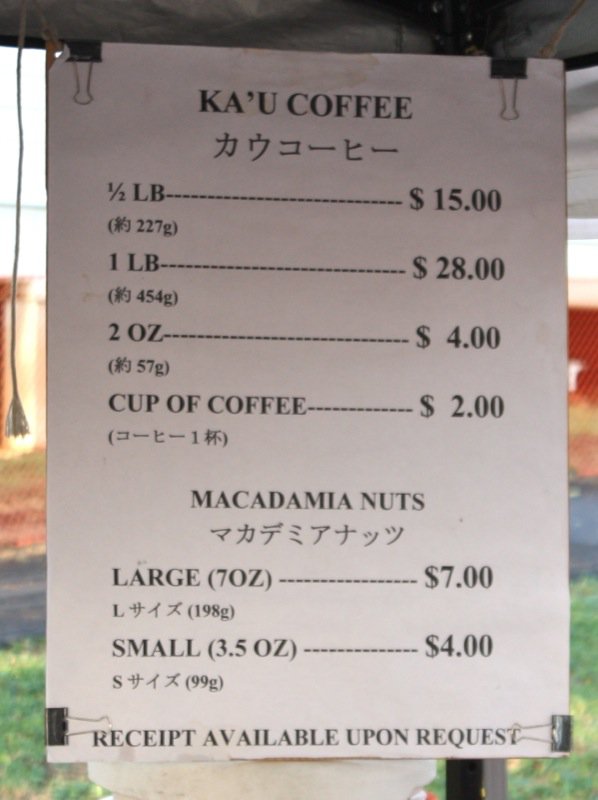 KA'U COFFEE
カウコーヒー
½ LB---------------------------- $ 15.00
(約 227g)
1 LB----------------------------- $ 28.00
(約 454g)
2 OZ----------------------------- $ 4.00
(約 57g)
CUP OF COFFEE------------- $ 2.00
(コーヒー１杯)
MACADAMIA NUTS
マカデミアナッツ
LARGE (7OZ) ----------------- $7.00
L サイズ (198g)
SMALL (3.5 OZ) -------------- $4.00
S サイズ (99g)
RECEIPT AVAILABLE UPON REQUEST